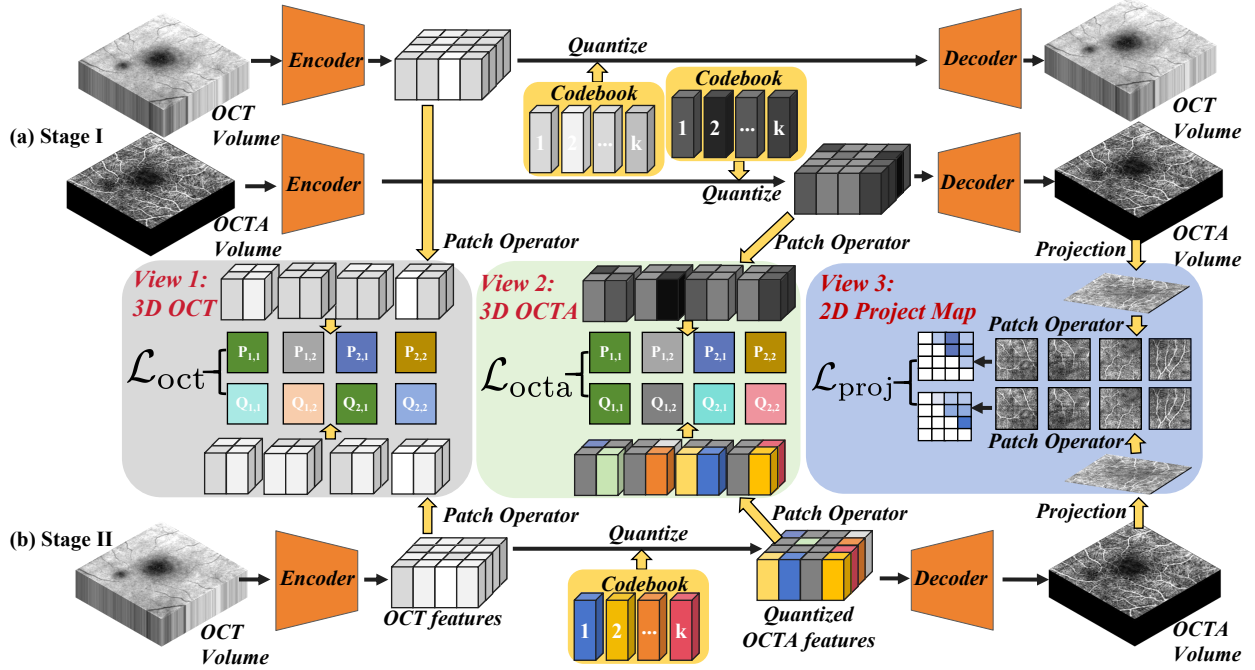 Encoder
Quantize
Codebook
1 2 ... k
Codebook
1 2 ... k
Decoder
OCT
Volume
OCT
Volume
(a) Stage I
Encoder
Quantize
Decoder
OCTA
Volume
OCTA
Volume
Patch Operator
Patch Operator
Projection
View 1:
3D OCT
P1,1 P1,2 P2,1 P2,2
Loct
Q1,1 Q1,2 Q2,1 Q2,2
View 2:
3D OCTA
P1,1 P1,2 P2,1 P2,2
Locta
Q1,1 Q1,2 Q2,1 Q2,2
View 3:
2D Project Map
Patch Operator
Lproj
Patch Operator
Patch Operator
Patch Operator
Projection
(b) Stage II
Encoder
OCT
Volume
OCT features
Quantize
Codebook
1 2 ... k
Quantized
OCTA features
Decoder
OCTA
Volume